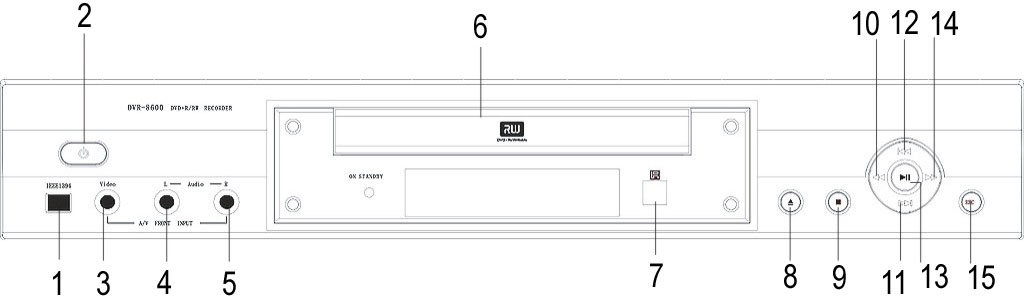 2 6 10 12 14
DVR-8600 DVD+R/RW RECORDER
RW
ON STANDBY
IEEE1394 Video L Audio R
REC
A/V FRONT INPUT
1 3 4 5 7 8 9 11 13 15